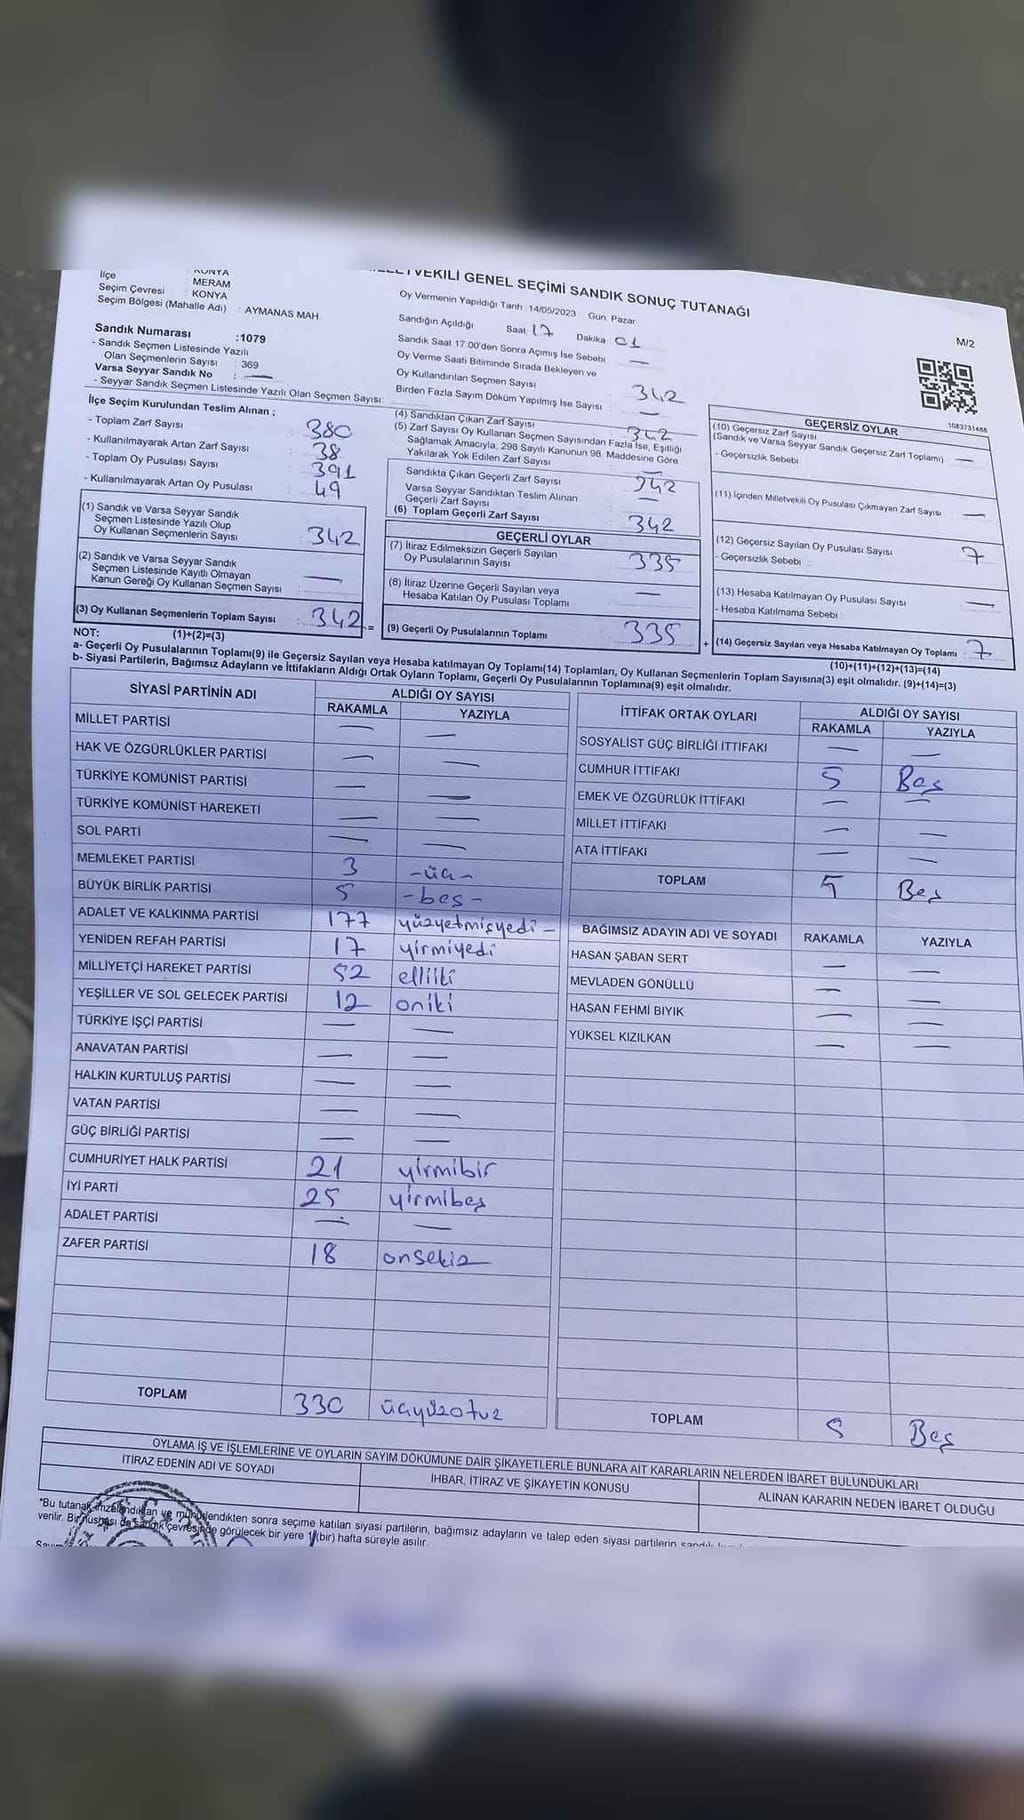 KONYA
İlçe : MERAM
Seçim Çevresi : KONYA
Seçim Bölgesi (Mahalle Adı) : AYMANAS MAH
Sandık Numarası :1079
- Sandık Seçmen Listesinde Yazılı
Olan Seçmenlerin Sayısı : 369
Varsa Seyyar Sandık No : —
- Seyyar Sandık Seçmen Listesinde Yazılı Olan Seçmen Sayısı:
MİLLETVEKİLİ GENEL SEÇİMİ SANDIK SONUÇ TUTANAĞI
Oy Vermenin Yapıldığı Tarih :14/05/2023 Gün: Pazar
Sandığın Açıldığı Saat 17 Dakika 01
Sandık Saat 17:00'den Sonra Açılmış İse Sebebi —
Oy Verme Saati Bitiminde Sırada Bekleyen ve
Oy Kullandırılan Seçmen Sayısı 342
Birden Fazla Sayım Döküm Yapılmış İse Sayısı —
M/2
1083731455
İlçe Seçim Kurulundan Teslim Alınan ;
- Toplam Zarf Sayısı : 380
- Kullanılmayarak Artan Zarf Sayısı : 38
- Toplam Oy Pusulası Sayısı : 391
- Kullanılmayarak Artan Oy Pusulası : 49
(1) Sandık ve Varsa Seyyar Sandık
Seçmen Listesinde Yazılı Olup
Oy Kullanan Seçmenlerin Sayısı : 342
(2) Sandık ve Varsa Seyyar Sandık
Seçmen Listesinde Kayıtlı Olmayan
Kanun Gereği Oy Kullanan Seçmen Sayısı : —
(3) Oy Kullanan Seçmenlerin Toplam Sayısı : 342 =
(1)+(2)=(3)
(4) Sandıktan Çıkan Zarf Sayısı : 342
(5) Zarf Sayısı Oy Kullanan Seçmen Sayısından Fazla İse, Eşitliği
Sağlamak Amacıyla, 298 Sayılı Kanunun 98. Maddesine Göre
Yakılarak Yok Edilen Zarf Sayısı —
Sandıkta Çıkan Geçerli Zarf Sayısı 342
Varsa Seyyar Sandıktan Teslim Alınan
Geçerli Zarf Sayısı —
(6) Toplam Geçerli Zarf Sayısı 342
GEÇERLİ OYLAR
(7) İtiraz Edilmeksizin Geçerli Sayılan
Oy Pusulalarının Sayısı : 335
(8) İtiraz Üzerine Geçerli Sayılan veya
Hesaba Katılan Oy Pusulası Toplamı : —
(9) Geçerli Oy Pusulalarının Toplamı : 335 +
GEÇERSİZ OYLAR
(10) Geçersiz Zarf Sayısı
(Sandık ve Varsa Seyyar Sandık Geçersiz Zarf Toplamı) : —
- Geçersizlik Sebebi
(11) İçinden Milletvekili Oy Pusulası Çıkmayan Zarf Sayısı : —
(12) Geçersiz Sayılan Oy Pusulası Sayısı : 7
- Geçersizlik Sebebi :
(13) Hesaba Katılmayan Oy Pusulası Sayısı : —
- Hesaba Katılmama Sebebi :
(14) Geçersiz Sayılan veya Hesaba Katılmayan Oy Toplamı : 7
(10)+(11)+(12)+(13)=(14)
NOT:
a- Geçerli Oy Pusulalarının Toplamı(9) ile Geçersiz Sayılan veya Hesaba katılmayan Oy Toplamı(14) Toplamları, Oy Kullanan Seçmenlerin Toplam Sayısına(3) eşit olmalıdır. (9)+(14)=(3)
b- Siyasi Partilerin, Bağımsız Adayların ve İttifakların Aldığı Ortak Oyların Toplamı, Geçerli Oy Pusulalarının Toplamına(9) eşit olmalıdır.
SİYASİ PARTİNİN ADI ALDIĞI OY SAYISI
RAKAMLA YAZIYLA
MİLLET PARTİSİ — —
HAK VE ÖZGÜRLÜKLER PARTİSİ — —
TÜRKİYE KOMÜNİST PARTİSİ — —
TÜRKİYE KOMÜNİST HAREKETİ — —
SOL PARTİ — —
MEMLEKET PARTİSİ 3 -üç-
BÜYÜK BİRLİK PARTİSİ 5 -beş-
ADALET VE KALKINMA PARTİSİ 177 yüzyetmişyedi-
YENİDEN REFAH PARTİSİ 17 yirmiyedi
MİLLİYETÇİ HAREKET PARTİSİ 52 elliiki
YEŞİLLER VE SOL GELECEK PARTİSİ 12 oniki
TÜRKİYE İŞÇİ PARTİSİ — —
ANAVATAN PARTİSİ — —
HALKIN KURTULUŞ PARTİSİ — —
VATAN PARTİSİ — —
GÜÇ BİRLİĞİ PARTİSİ — —
CUMHURİYET HALK PARTİSİ 21 yirmibir
İYİ PARTİ 25 yirmibeş
ADALET PARTİSİ — —
ZAFER PARTİSİ 18 onsekiz
TOPLAM 330 üçyüzotuz
İTTİFAK ORTAK OYLARI ALDIĞI OY SAYISI
RAKAMLA YAZIYLA
SOSYALİST GÜÇ BİRLİĞİ İTTİFAKI — —
CUMHUR İTTİFAKI 5 Beş
EMEK VE ÖZGÜRLÜK İTTİFAKI — —
MİLLET İTTİFAKI — —
ATA İTTİFAKI — —
TOPLAM 5 Beş
BAĞIMSIZ ADAYIN ADI VE SOYADI RAKAMLA YAZIYLA
HASAN ŞABAN SERT — —
MEVLADEN GÖNÜLLÜ — —
HASAN FEHMİ BIYIK — —
YÜKSEL KIZILKAN — —
TOPLAM 5 Beş
OYLAMA İŞ VE İŞLEMLERİNE VE OYLARIN SAYIM DÖKÜMÜNE DAİR ŞİKAYETLERLE BUNLARA AİT KARARLARIN NELERDEN İBARET BULUNDUKLARI
İTİRAZ EDENİN ADI VE SOYADI İHBAR, İTİRAZ VE ŞİKAYETİN KONUSU ALINAN KARARIN NEDEN İBARET OLDUĞU
"Bu tutanak imzalandıktan ve mühürlendikten sonra seçime katılan siyasi partilerin, bağımsız adayların ve talep eden siyasi partilerin
verilir. Bir nüshası da sandık çevresinde görülecek bir yere 1 (bir) hafta süreyle asılır.